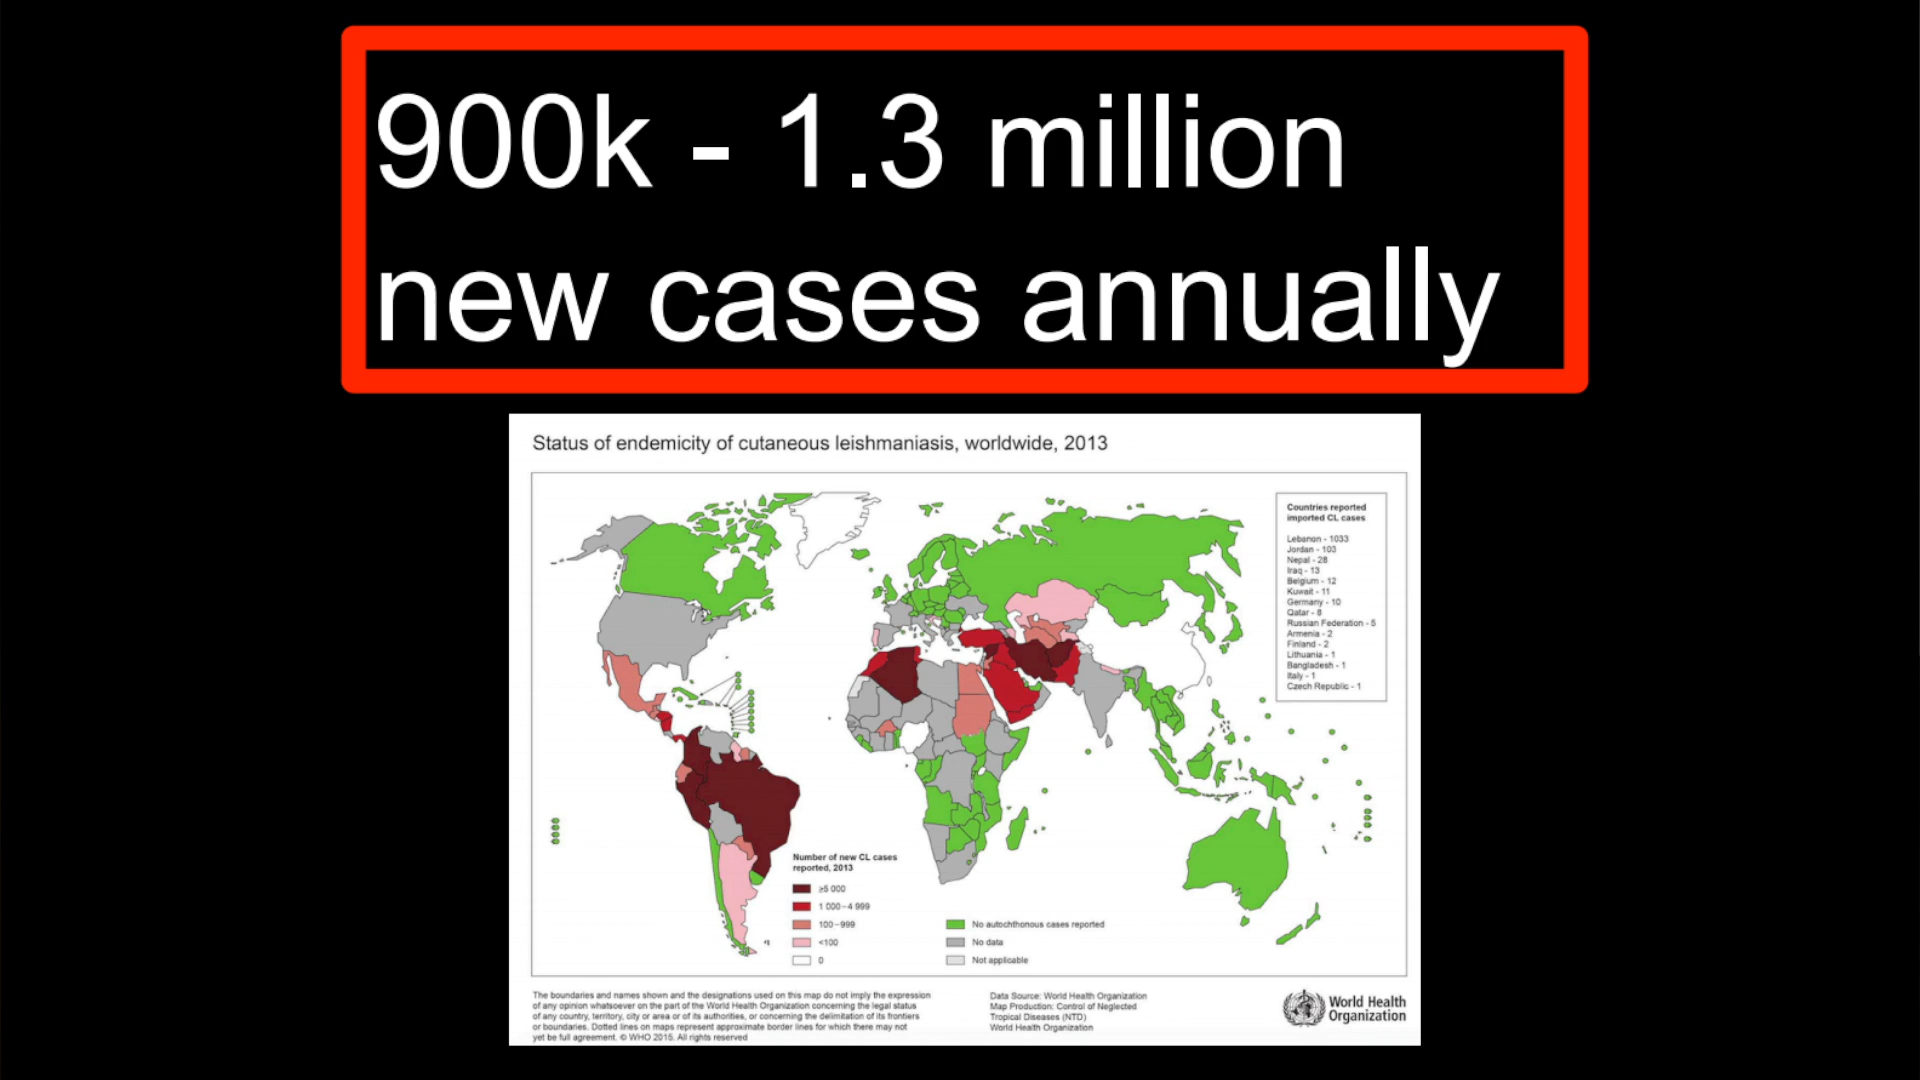 900k - 1.3 million
new cases annually
Status of endemicity of cutaneous leishmaniasis, worldwide, 2013
Countries reported
imported CL cases
Lebanon - 1033
Jordan - 103
Nepal - 28
Iraq - 13
Belgium - 12
Kuwait - 11
Germany - 10
Qatar - 8
Russian Federation - 5
Armenia - 2
Finland - 2
Lithuania - 1
Bangladesh - 1
Italy - 1
Czech Republic - 1
Number of new CL cases
reported, 2013
≥5 000
1 000–4 999
100–999
<100
0
No autochthonous cases reported
No data
Not applicable
The boundaries and names shown and the designations used on this map do not imply the expression
of any opinion whatsoever on the part of the World Health Organization concerning the legal status
of any country, territory, city or area or of its authorities, or concerning the delimitation of its frontiers
or boundaries. Dotted lines on maps represent approximate border lines for which there may not
yet be full agreement. © WHO 2015. All rights reserved
Data Source: World Health Organization
Map Production: Control of Neglected
Tropical Diseases (NTD)
World Health Organization
World Health
Organization